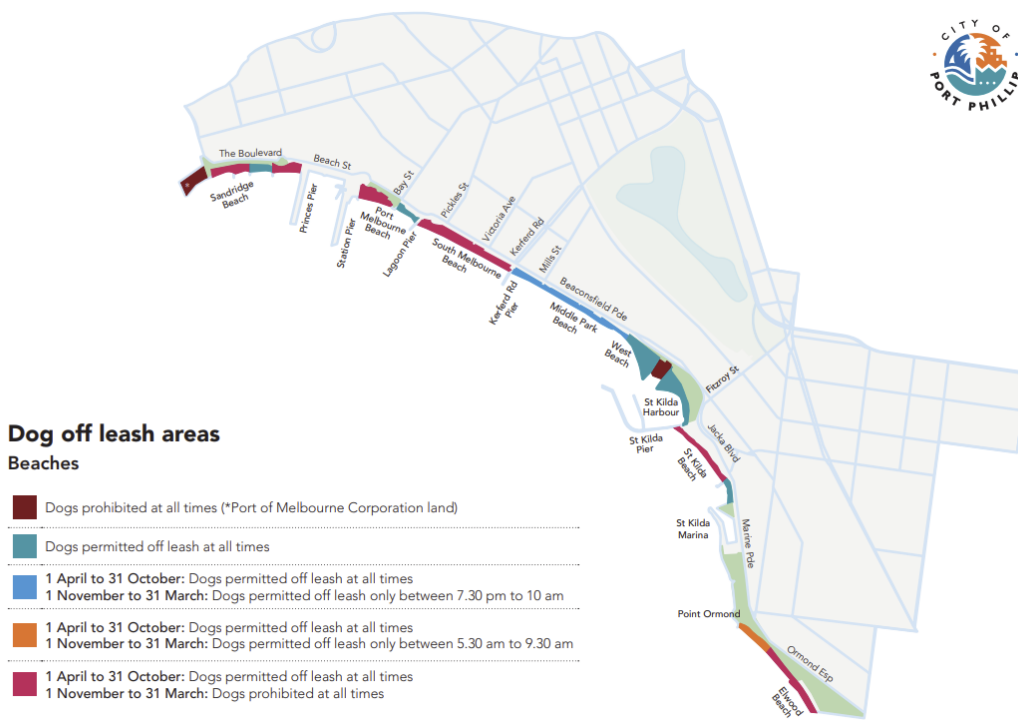 CITY OF
PORT PHILLIP
The Boulevard
Beach St
Sandridge
Beach
Princes Pier
Station Pier
Port
Melbourne
Beach
Bay St
Lagoon Pier
Pickles St
South Melbourne
Beach
Victoria Ave
Kerferd Rd
Kerferd Rd
Pier
Mills St
Beaconsfield Pde
Middle Park
Beach
West
Beach
Fitzroy St
St Kilda
Harbour
St Kilda
Pier
Jacka Blvd
St Kilda
Beach
St Kilda
Marina
Marine Pde
Point Ormond
Ormond Esp
Elwood
Beach
Dog off leash areas
Beaches
Dogs prohibited at all times (*Port of Melbourne Corporation land)
Dogs permitted off leash at all times
1 April to 31 October: Dogs permitted off leash at all times
1 November to 31 March: Dogs permitted off leash only between 7.30 pm to 10 am
1 April to 31 October: Dogs permitted off leash at all times
1 November to 31 March: Dogs permitted off leash only between 5.30 am to 9.30 am
1 April to 31 October: Dogs permitted off leash at all times
1 November to 31 March: Dogs prohibited at all times